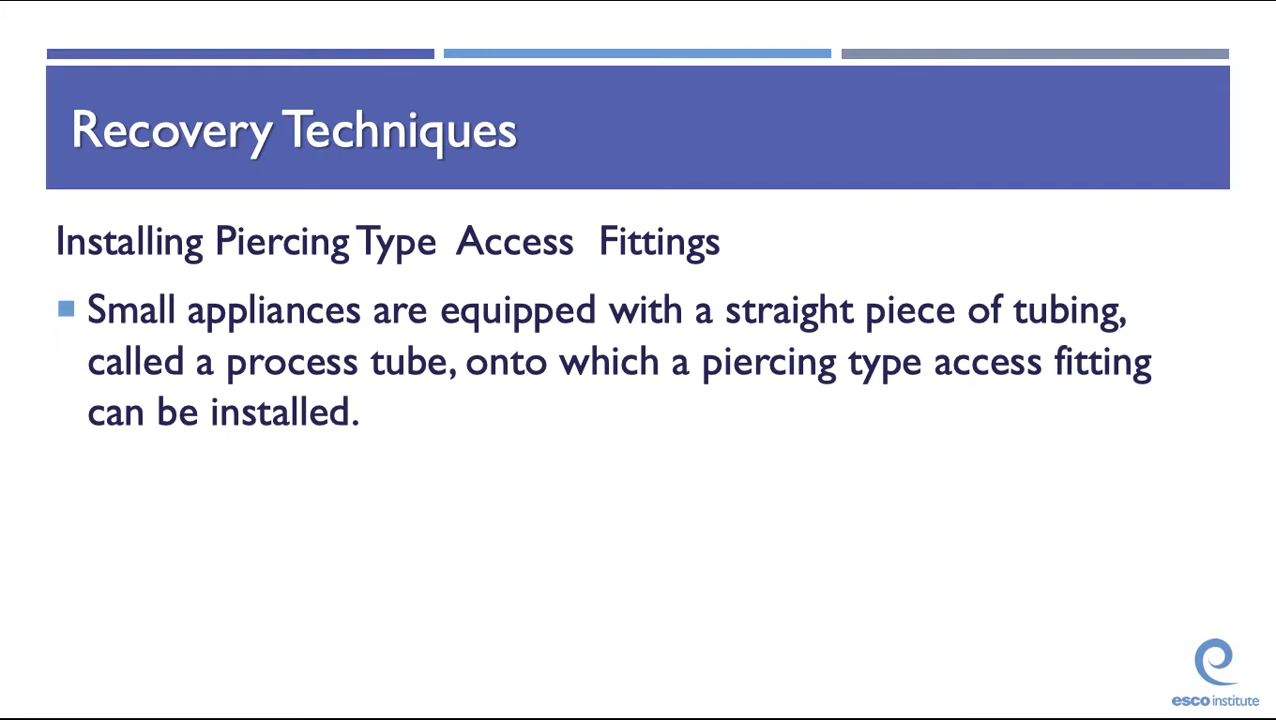 Recovery Techniques
Installing Piercing Type Access Fittings
Small appliances are equipped with a straight piece of tubing,
called a process tube, onto which a piercing type access fitting
can be installed.
esco institute